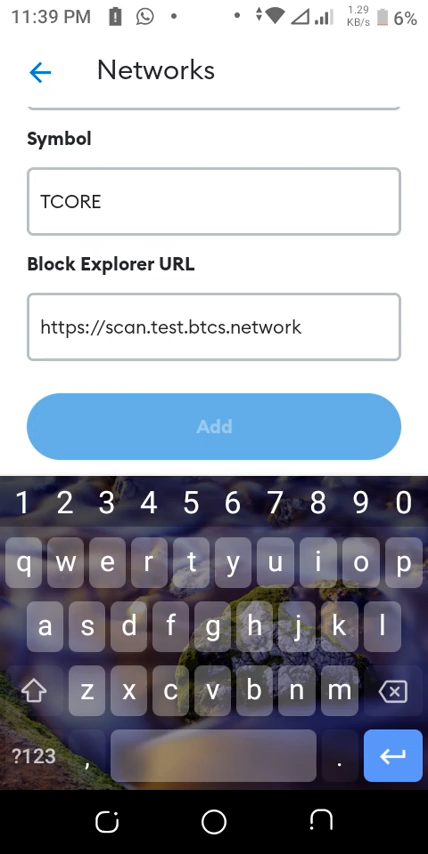 11:39 PM 1.29 KB/s 6%
Networks
Symbol
TCORE
Block Explorer URL
https://scan.test.btcs.network
Add
1 2 3 4 5 6 7 8 9 0
q w e r t y u i o p
a s d f g h j k l
z x c v b n m
?123 , .